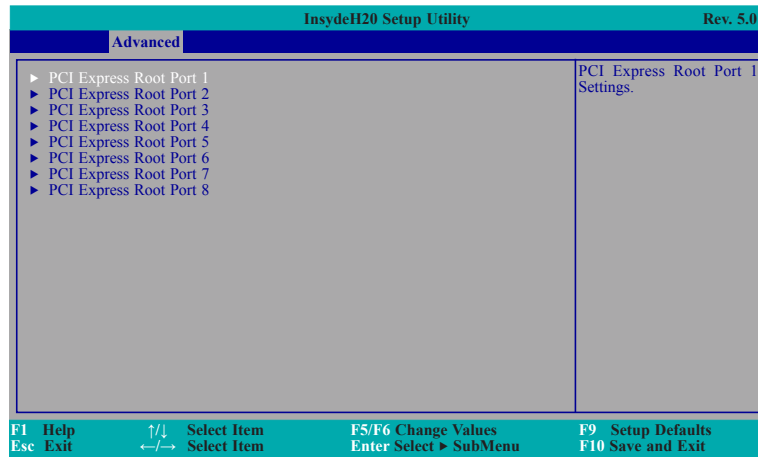 InsydeH20 Setup Utility Rev. 5.0
Advanced
► PCI Express Root Port 1
► PCI Express Root Port 2
► PCI Express Root Port 3
► PCI Express Root Port 4
► PCI Express Root Port 5
► PCI Express Root Port 6
► PCI Express Root Port 7
► PCI Express Root Port 8
PCI Express Root Port 1
Settings.
F1 Help ↑/↓ Select Item F5/F6 Change Values F9 Setup Defaults
Esc Exit ←/→ Select Item Enter Select ► SubMenu F10 Save and Exit